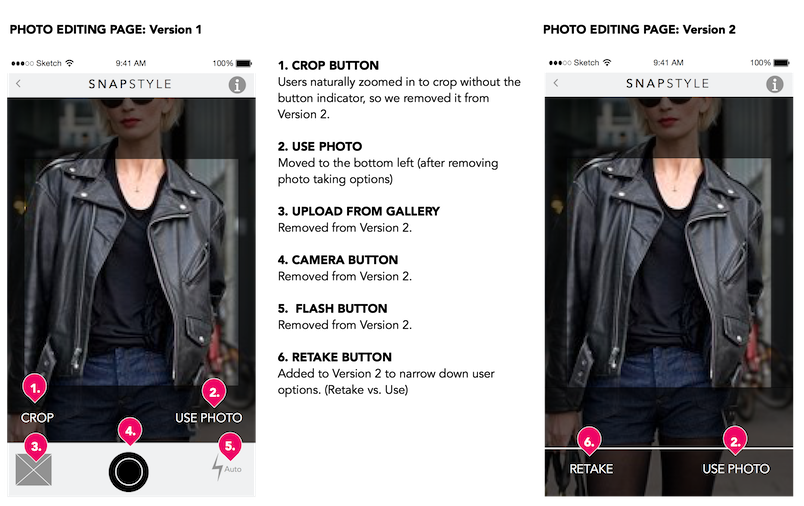 PHOTO EDITING PAGE: Version 1
PHOTO EDITING PAGE: Version 2
Sketch 9:41 AM 100%
SNAPSTYLE
i
1.
CROP
2.
USE PHOTO
3.
4.
5.
Auto
1. CROP BUTTON
Users naturally zoomed in to crop without the
button indicator, so we removed it from
Version 2.
2. USE PHOTO
Moved to the bottom left (after removing
photo taking options)
3. UPLOAD FROM GALLERY
Removed from Version 2.
4. CAMERA BUTTON
Removed from Version 2.
5.  FLASH BUTTON
Removed from Version 2.
6. RETAKE BUTTON
Added to Version 2 to narrow down user
options. (Retake vs. Use)
Sketch 9:41 AM 100%
SNAPSTYLE
i
6.
RETAKE
2.
USE PHOTO